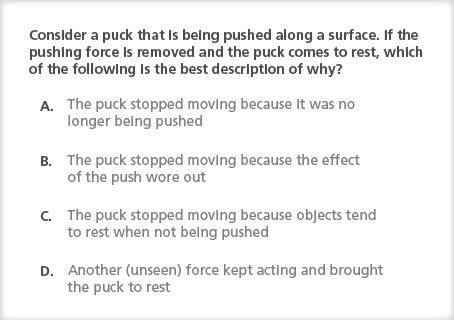 Consider a puck that is being pushed along a surface. If the
pushing force is removed and the puck comes to rest, which
of the following is the best description of why?
A. The puck stopped moving because it was no
longer being pushed
B. The puck stopped moving because the effect
of the push wore out
C. The puck stopped moving because objects tend
to rest when not being pushed
D. Another (unseen) force kept acting and brought
the puck to rest